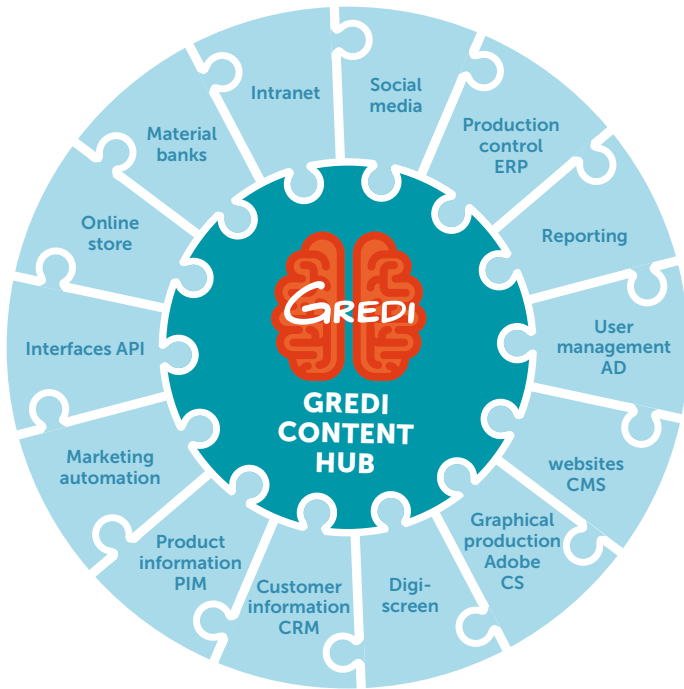 Intranet
Social
media
Production
control
ERP
Reporting
User
management
AD
websites
CMS
Graphical
production
Adobe
CS
Digi-
screen
Customer
information
CRM
Product
information
PIM
Marketing
automation
Interfaces API
Online
store
Material
banks
GREDI
GREDI
CONTENT
HUB